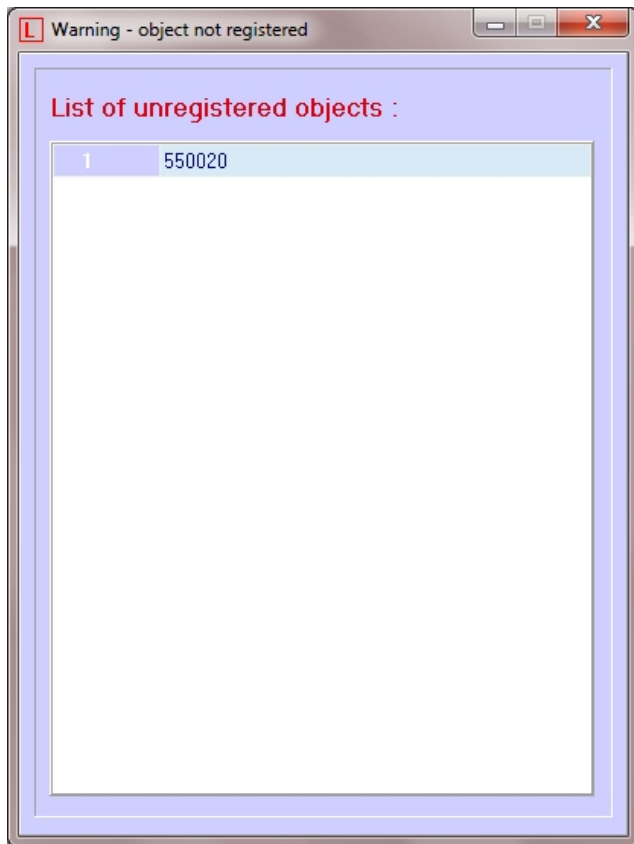 L Warning - object not registered
List of unregistered objects :
1 550020